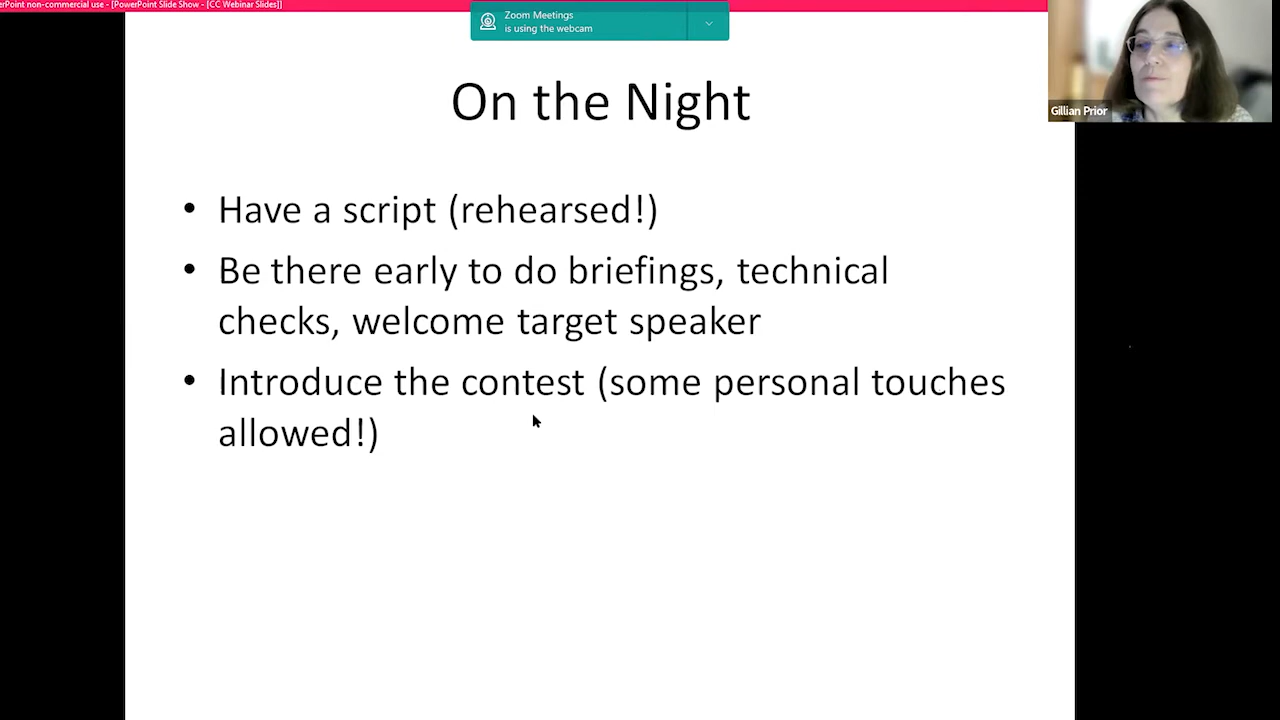 erPoint non-commercial use - [PowerPoint Slide Show - [CC Webinar Slides]]
Zoom Meetings
is using the webcam
Gillian Prior
On the Night
• Have a script (rehearsed!)
• Be there early to do briefings, technical
checks, welcome target speaker
• Introduce the contest (some personal touches
allowed!)